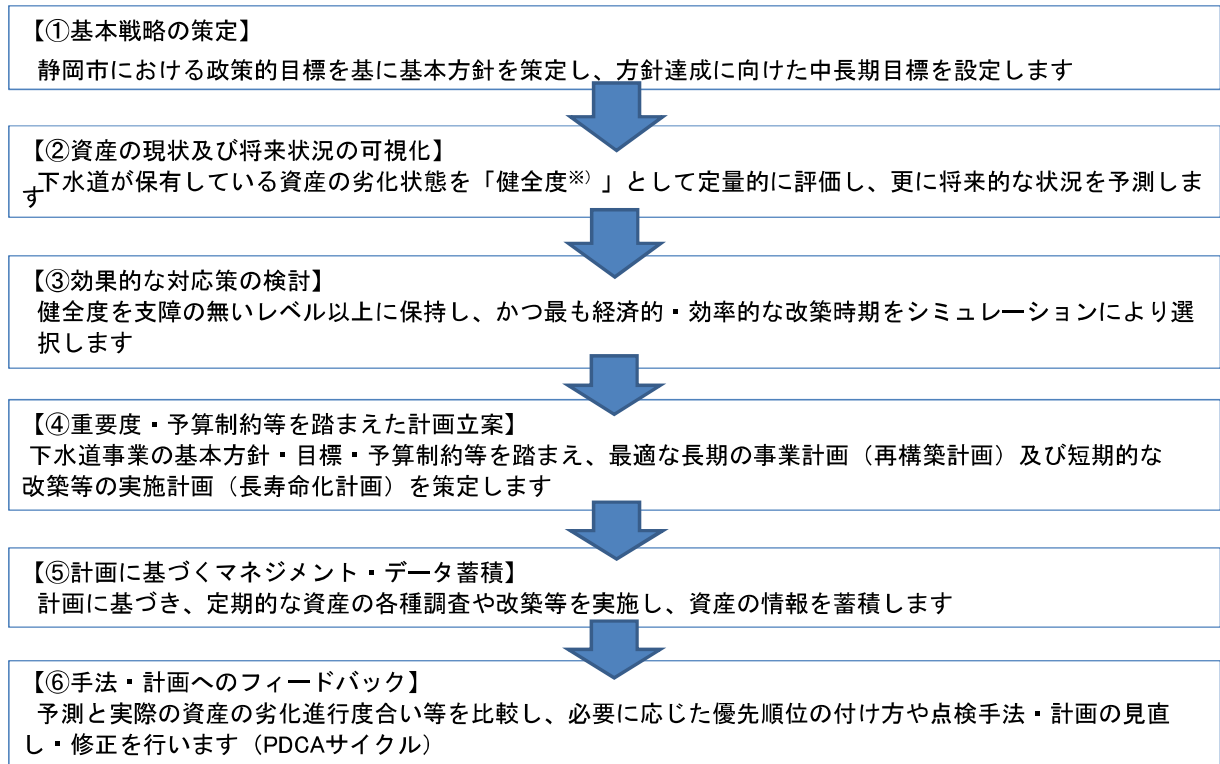 【①基本戦略の策定】
静岡市における政策的目標を基に基本方針を策定し、方針達成に向けた中長期目標を設定します
【②資産の現状及び将来状況の可視化】
下水道が保有している資産の劣化状態を「健全度※）」として定量的に評価し、更に将来的な状況を予測しま
す
【③効果的な対応策の検討】
健全度を支障の無いレベル以上に保持し、かつ最も経済的・効率的な改築時期をシミュレーションにより選
択します
【④重要度・予算制約等を踏まえた計画立案】
下水道事業の基本方針・目標・予算制約等を踏まえ、最適な長期の事業計画（再構築計画）及び短期的な
改築等の実施計画（長寿命化計画）を策定します
【⑤計画に基づくマネジメント・データ蓄積】
計画に基づき、定期的な資産の各種調査や改築等を実施し、資産の情報を蓄積します
【⑥手法・計画へのフィードバック】
予測と実際の資産の劣化進行度合い等を比較し、必要に応じた優先順位の付け方や点検手法・計画の見直
し・修正を行います（PDCAサイクル）